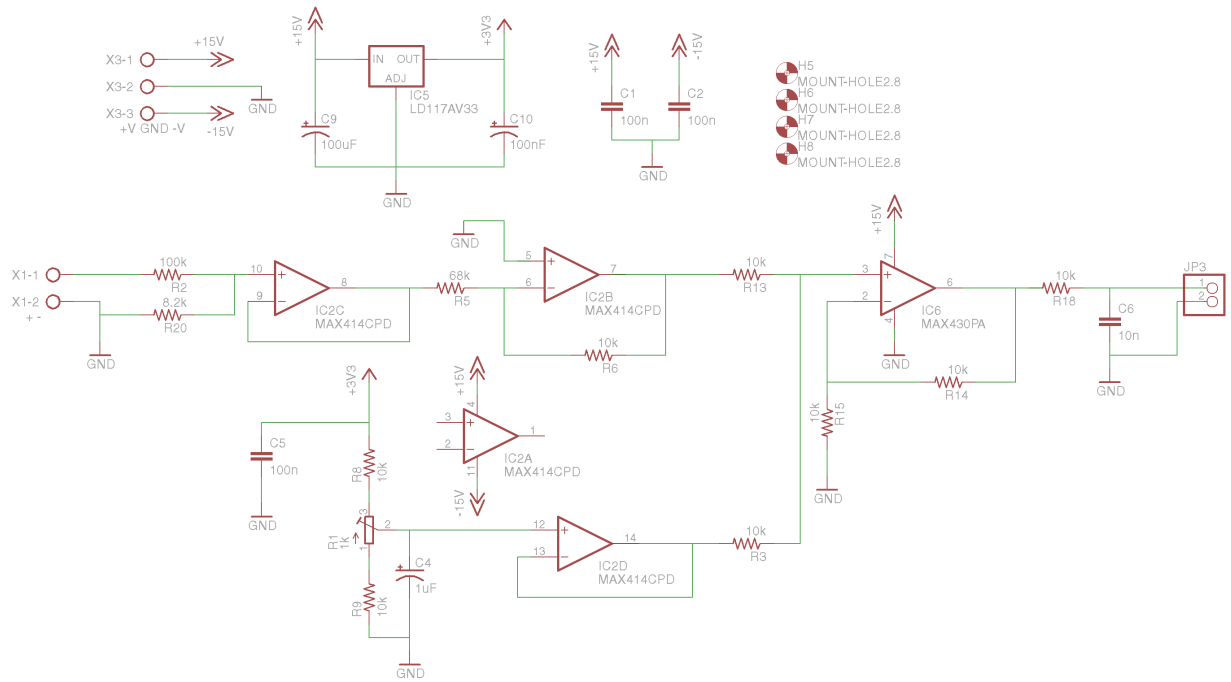 X3-1
+15V
X3-2
GND
X3-3
-15V
+V GND -V
+15V
+3V3
IN OUT
ADJ
IC5
LD117AV33
C9
100uF
C10
100nF
GND
+15V
-15V
C1
100n
C2
100n
GND
H5
MOUNT-HOLE2.8
H6
MOUNT-HOLE2.8
H7
MOUNT-HOLE2.8
H8
MOUNT-HOLE2.8
X1-1
X1-2
+ -
GND
100k
R2
8.2k
R20
10
9
8
+
-
IC2C
MAX414CPD
68k
R5
GND
5
6
7
+
-
IC2B
MAX414CPD
10k
R6
10k
R13
+15V
3
2
7
4
6
+
-
IC6
MAX430PA
GND
10k
R14
10k
R15
GND
10k
R18
C6
10n
GND
JP3
1
2
+3V3
C5
100n
GND
R8
10k
3
2
1
R1
1k
R9
10k
C4
1uF
GND
+15V
3
2
4
11
1
+
-
IC2A
MAX414CPD
-15V
12
13
14
+
-
IC2D
MAX414CPD
10k
R3